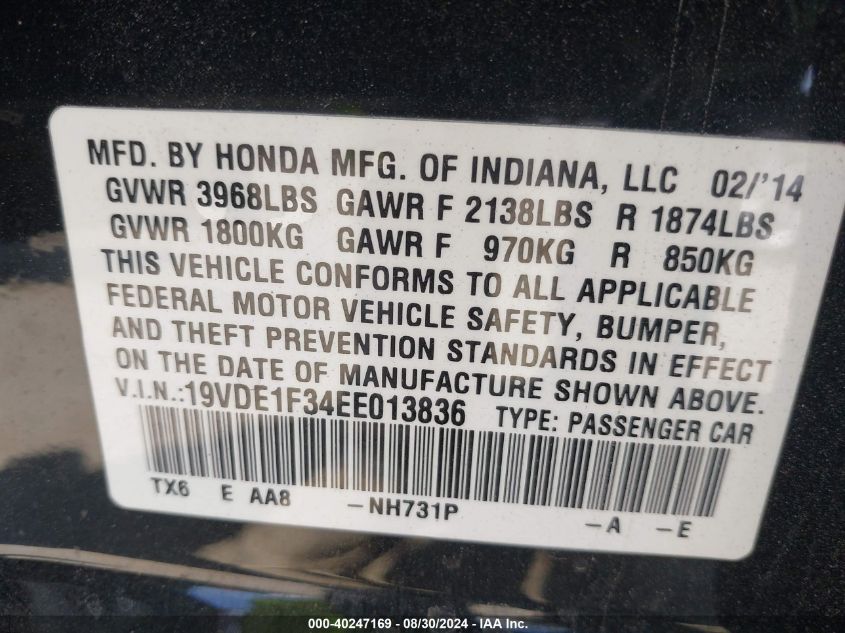 MFD. BY HONDA MFG. OF INDIANA, LLC 02/'14
GVWR 3968LBS GAWR F 2138LBS R 1874LBS
GVWR 1800KG GAWR F 970KG R 850KG
THIS VEHICLE CONFORMS TO ALL APPLICABLE
FEDERAL MOTOR VEHICLE SAFETY, BUMPER,
AND THEFT PREVENTION STANDARDS IN EFFECT
ON THE DATE OF MANUFACTURE SHOWN ABOVE.
V.I.N.:19VDE1F34EE013836 TYPE: PASSENGER CAR
TX6 E AA8 -NH731P -A -E
000-40247169 - 08/30/2024 - IAA Inc.